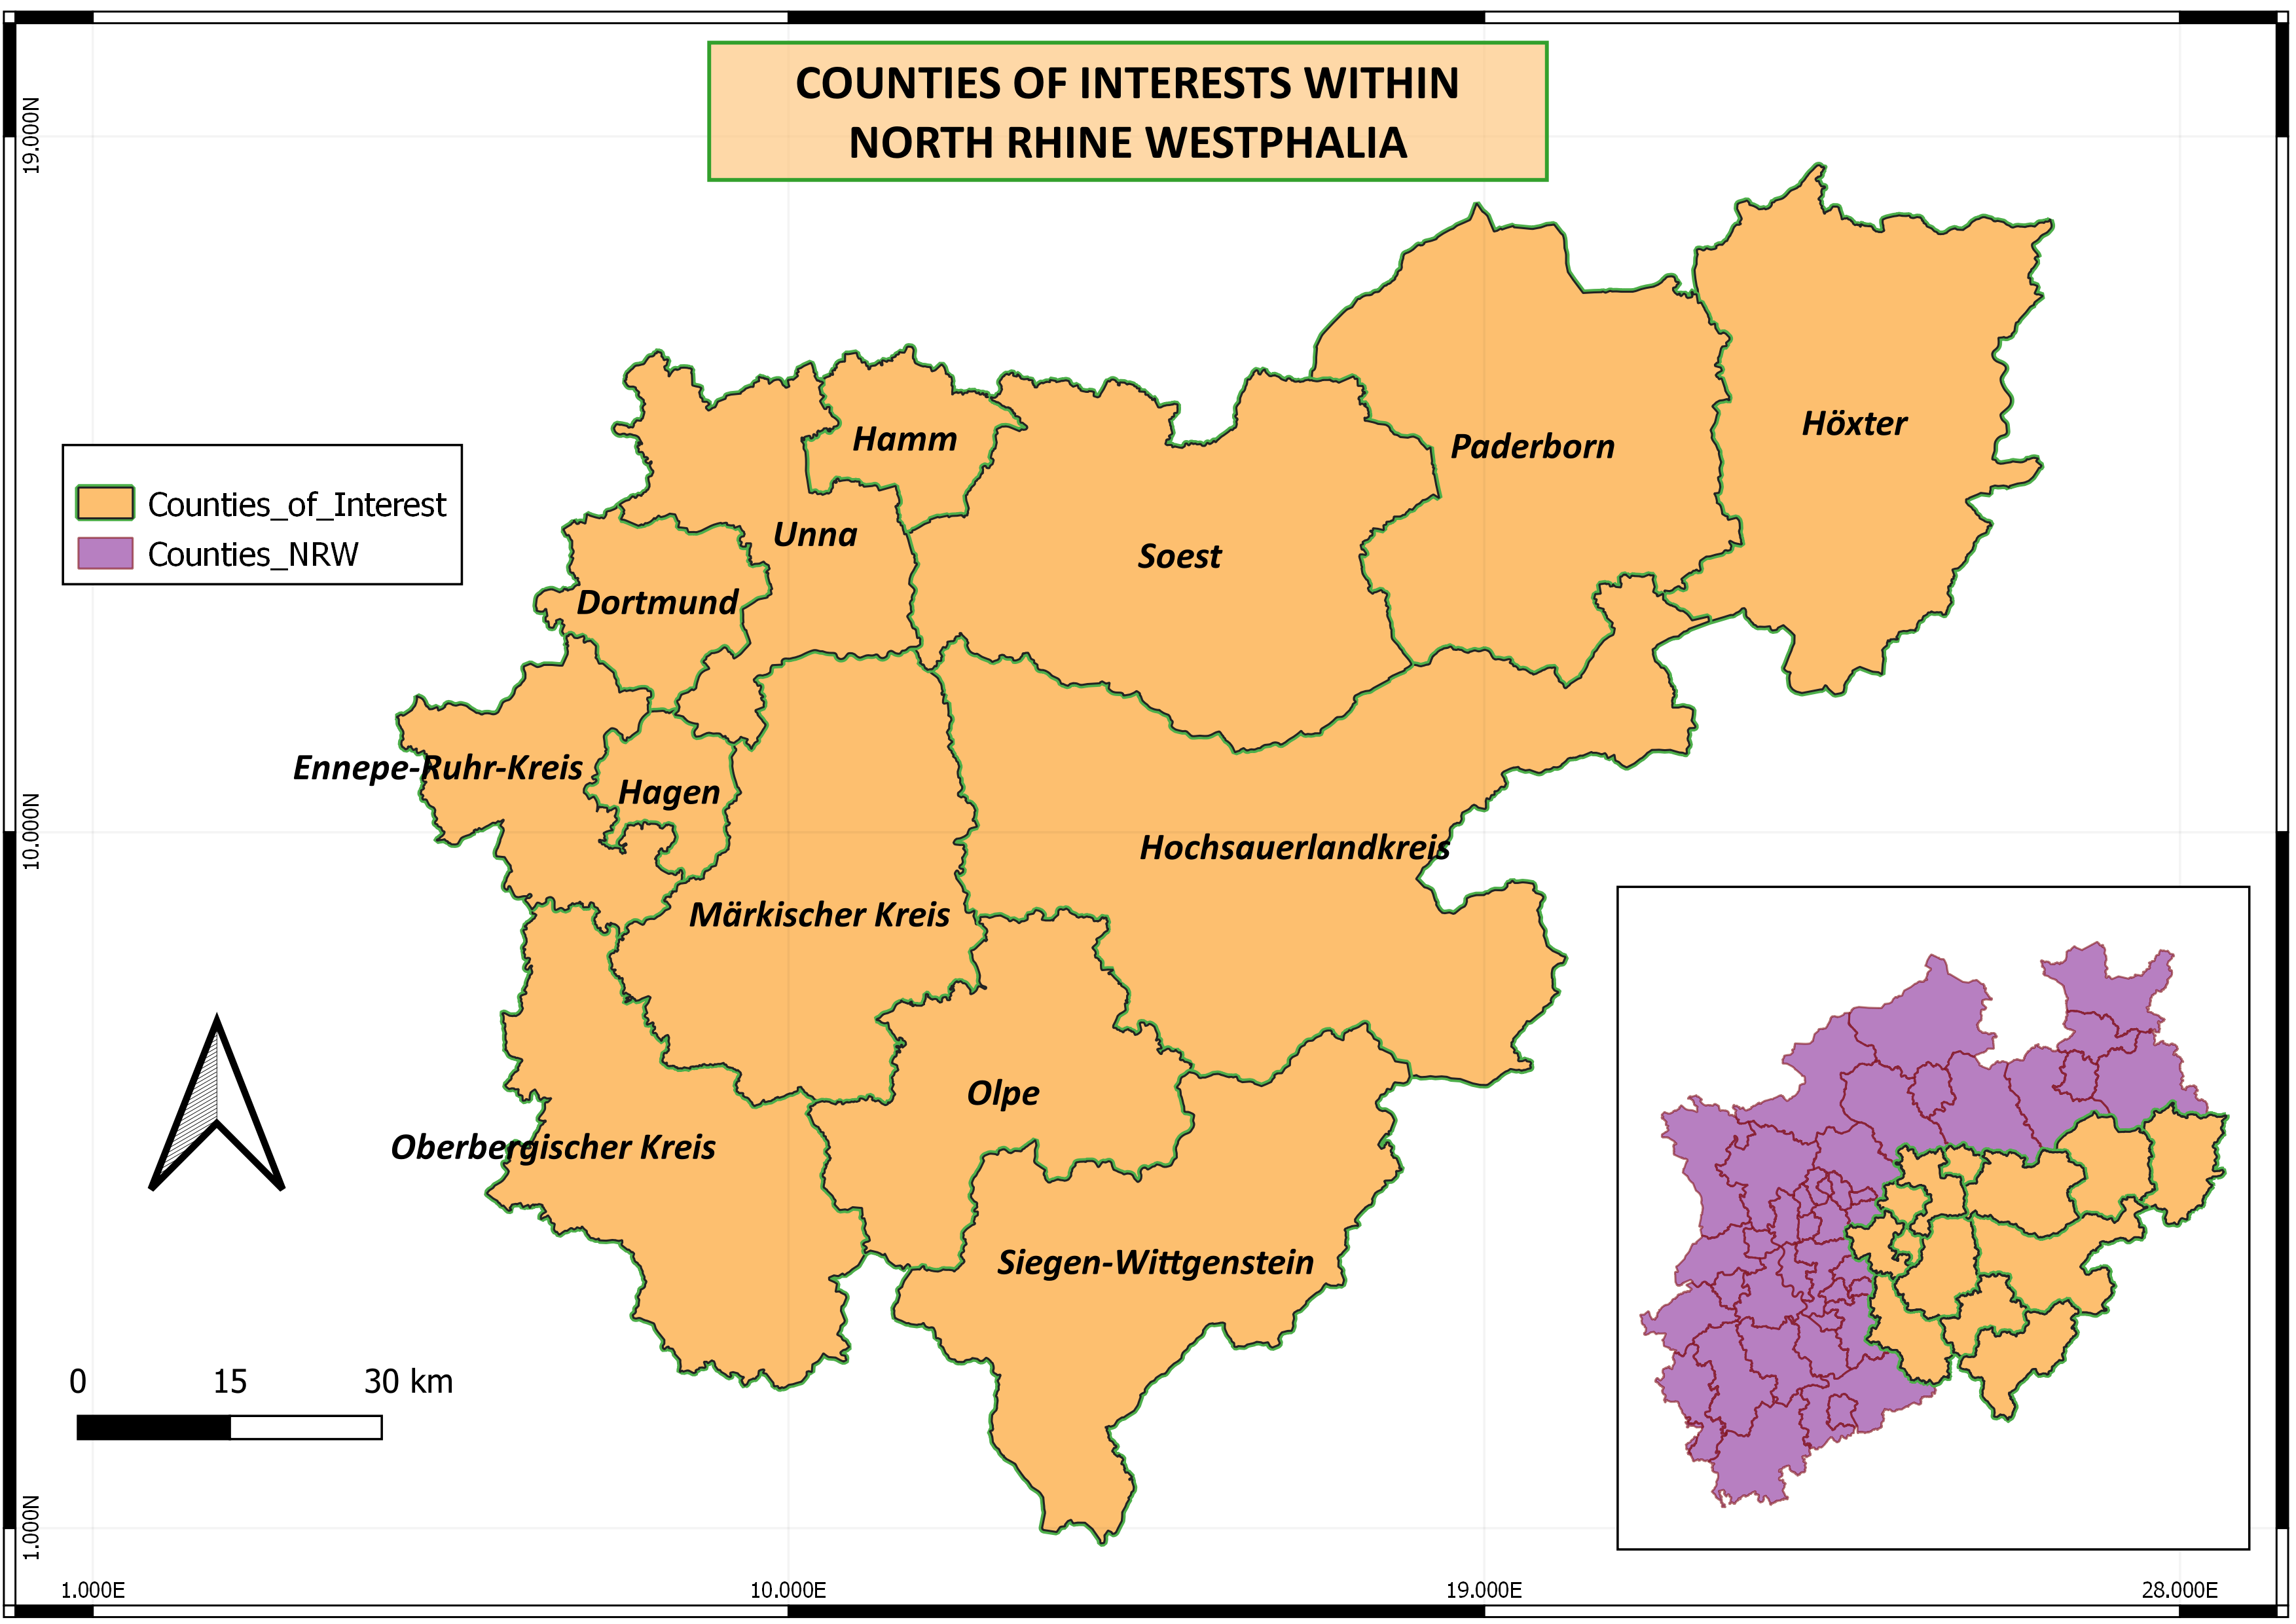 COUNTIES OF INTERESTS WITHIN
NORTH RHINE WESTPHALIA
19.000N
Höxter
Hamm
Paderborn
Counties_of_Interest
Counties_NRW
Unna
Soest
Dortmund
Ennepe-Ruhr-Kreis
Hagen
10.000N
Hochsauerlandkreis
Märkischer Kreis
Olpe
Oberbergischer Kreis
Siegen-Wittgenstein
0 15 30 km
1.000N
1.000E 10.000E 19.000E 28.000E